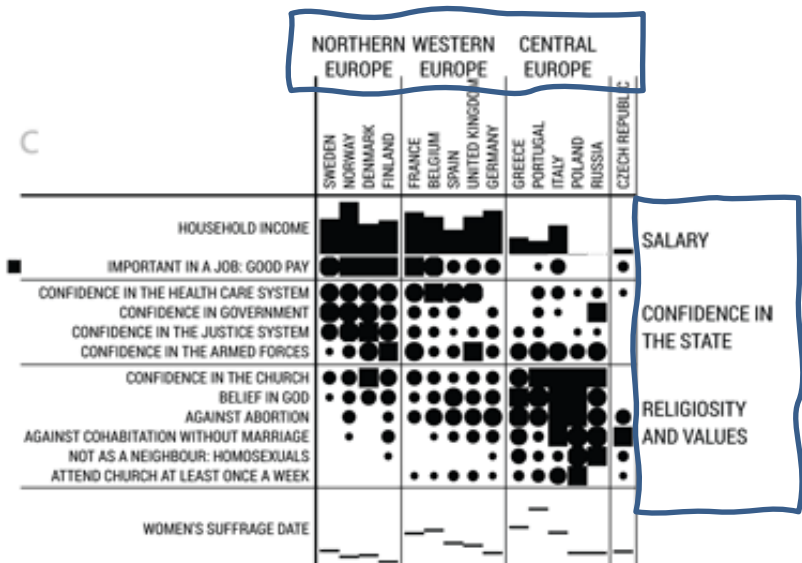 NORTHERN WESTERN CENTRAL
EUROPE EUROPE EUROPE
C
SWEDEN
NORWAY
DENMARK
FINLAND
FRANCE
BELGIUM
SPAIN
UNITED KINGDOM
GERMANY
GREECE
PORTUGAL
ITALY
POLAND
RUSSIA
CZECH REPUBLIC
HOUSEHOLD INCOME
SALARY
IMPORTANT IN A JOB: GOOD PAY
CONFIDENCE IN THE HEALTH CARE SYSTEM
CONFIDENCE IN GOVERNMENT
CONFIDENCE IN THE JUSTICE SYSTEM
CONFIDENCE IN THE ARMED FORCES
CONFIDENCE IN
THE STATE
CONFIDENCE IN THE CHURCH
BELIEF IN GOD
AGAINST ABORTION
AGAINST COHABITATION WITHOUT MARRIAGE
NOT AS A NEIGHBOUR: HOMOSEXUALS
ATTEND CHURCH AT LEAST ONCE A WEEK
RELIGIOSITY
AND VALUES
WOMEN'S SUFFRAGE DATE